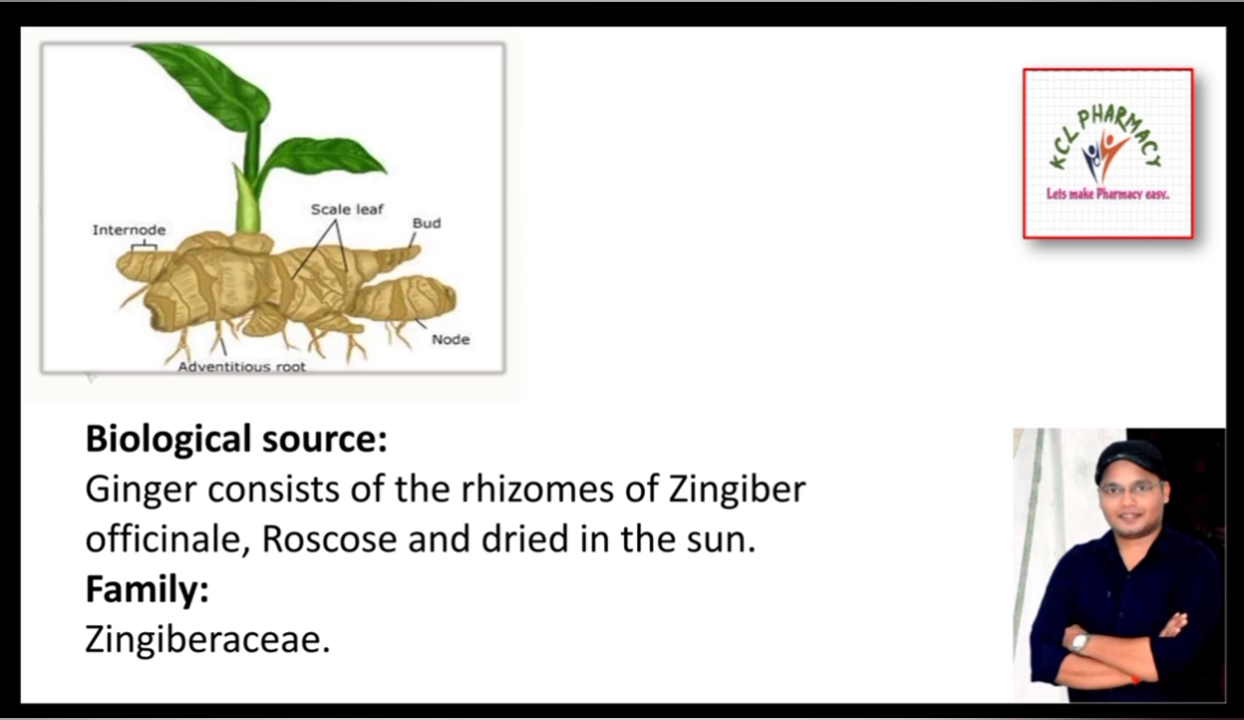 Scale leaf
Bud
Internode
Node
Adventitious root
KCL PHARMACY
Lets make Pharmacy easy.
Biological source:
Ginger consists of the rhizomes of Zingiber
officinale, Roscose and dried in the sun.
Family:
Zingiberaceae.